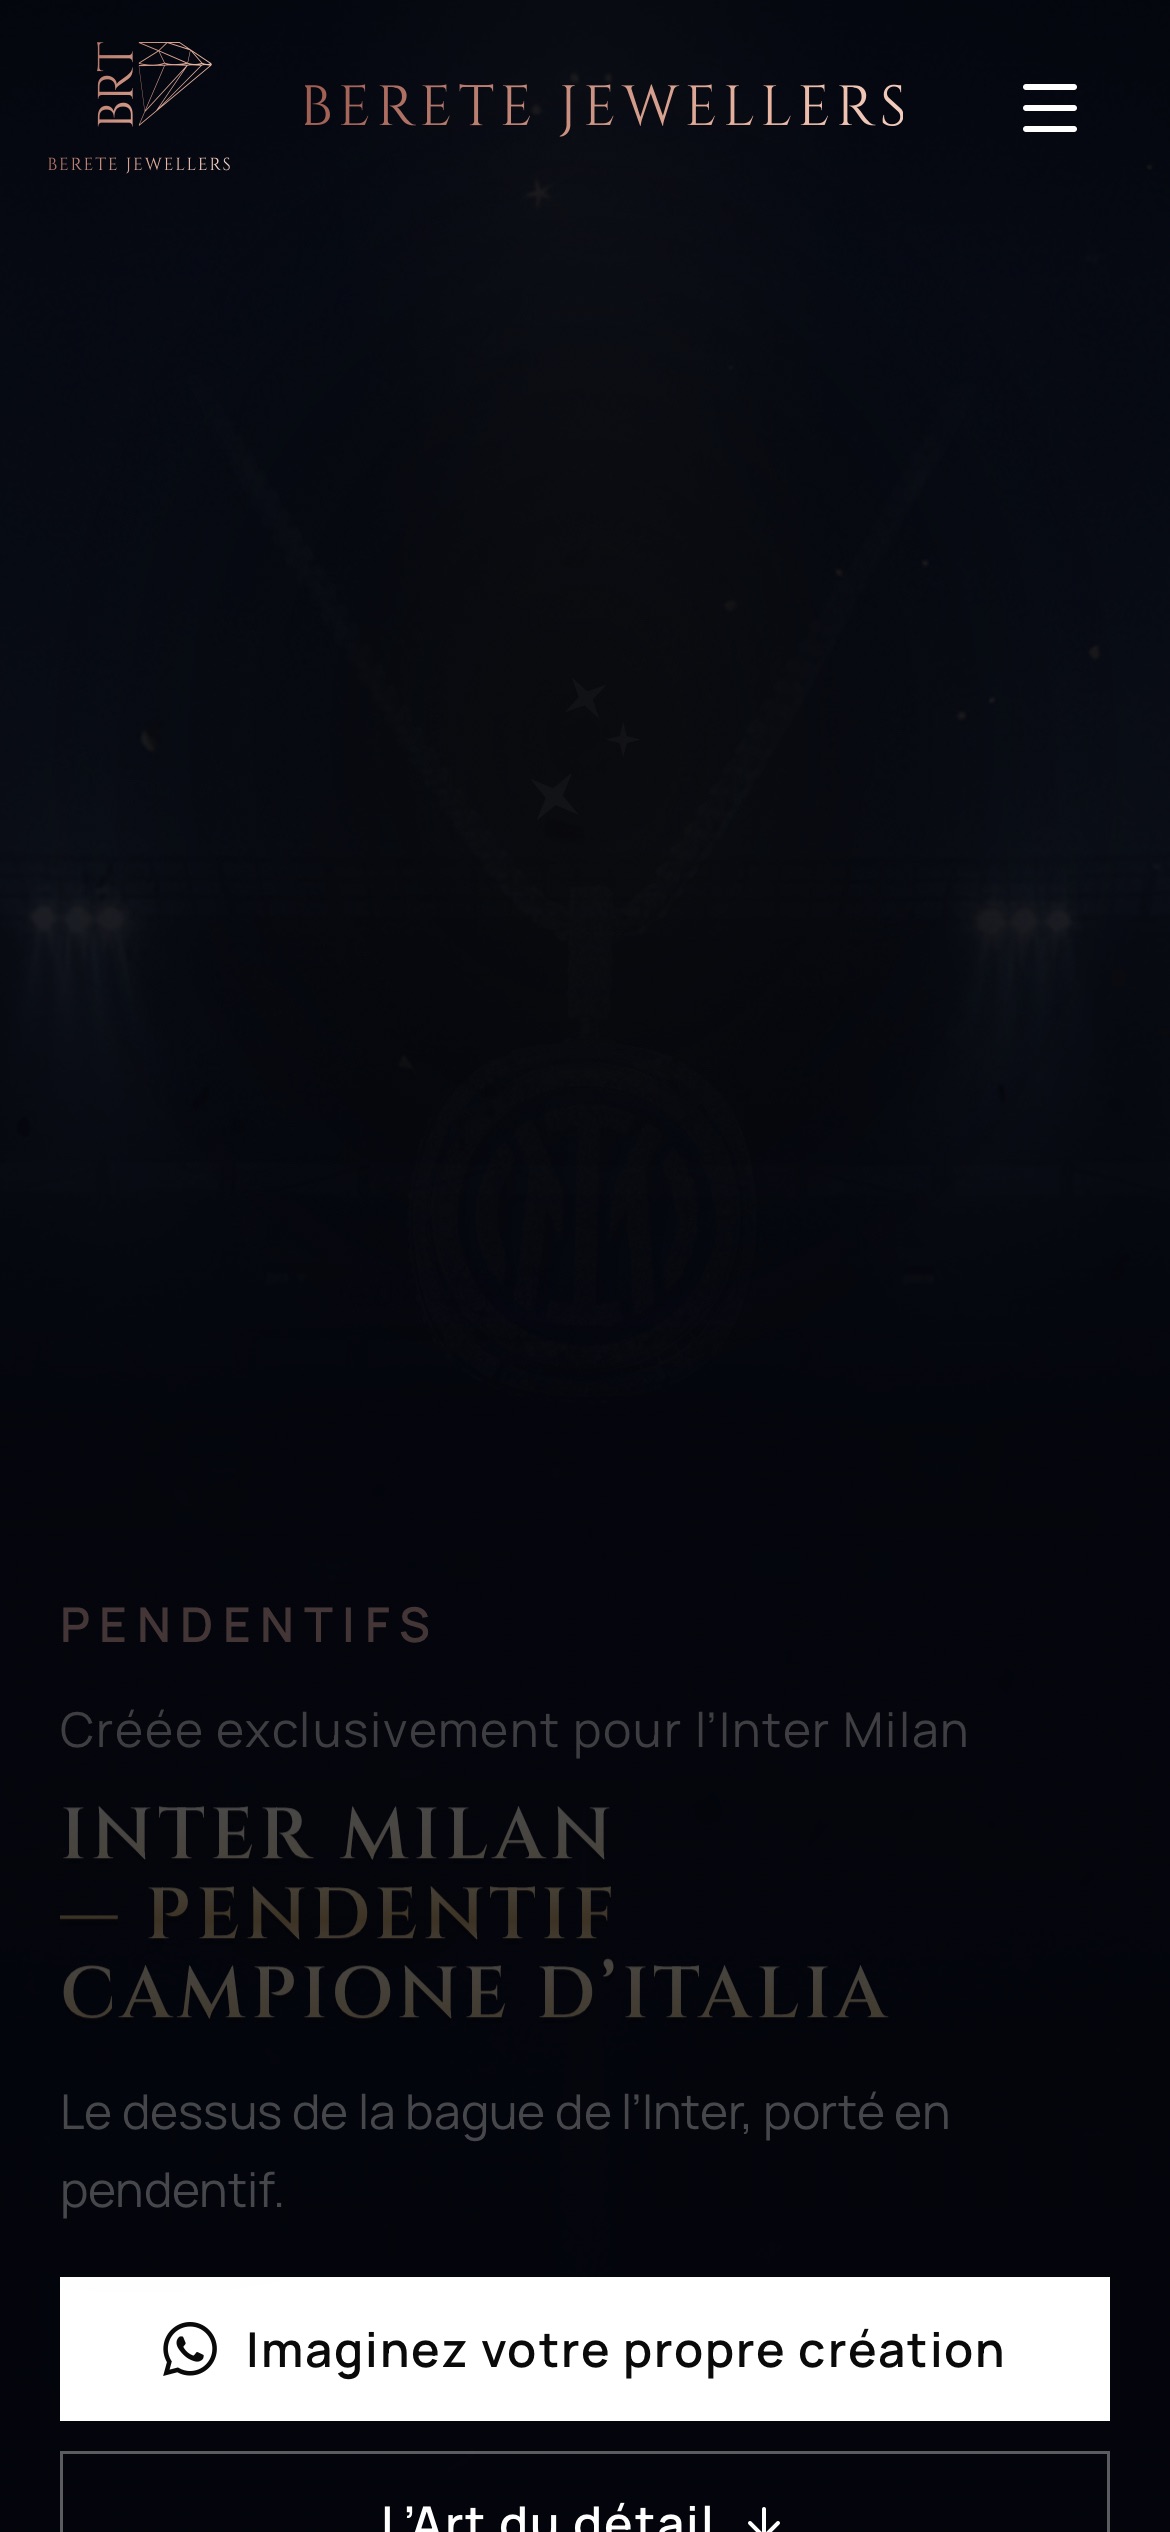 BRT
BERETE JEWELLERS
BERETE JEWELLERS
PENDENTIFS
Créée exclusivement pour l’Inter Milan
INTER MILAN
— PENDENTIF
CAMPIONE D’ITALIA
Le dessus de la bague de l’Inter, porté en
pendentif.
Imaginez votre propre création
L’Art du détail ↓